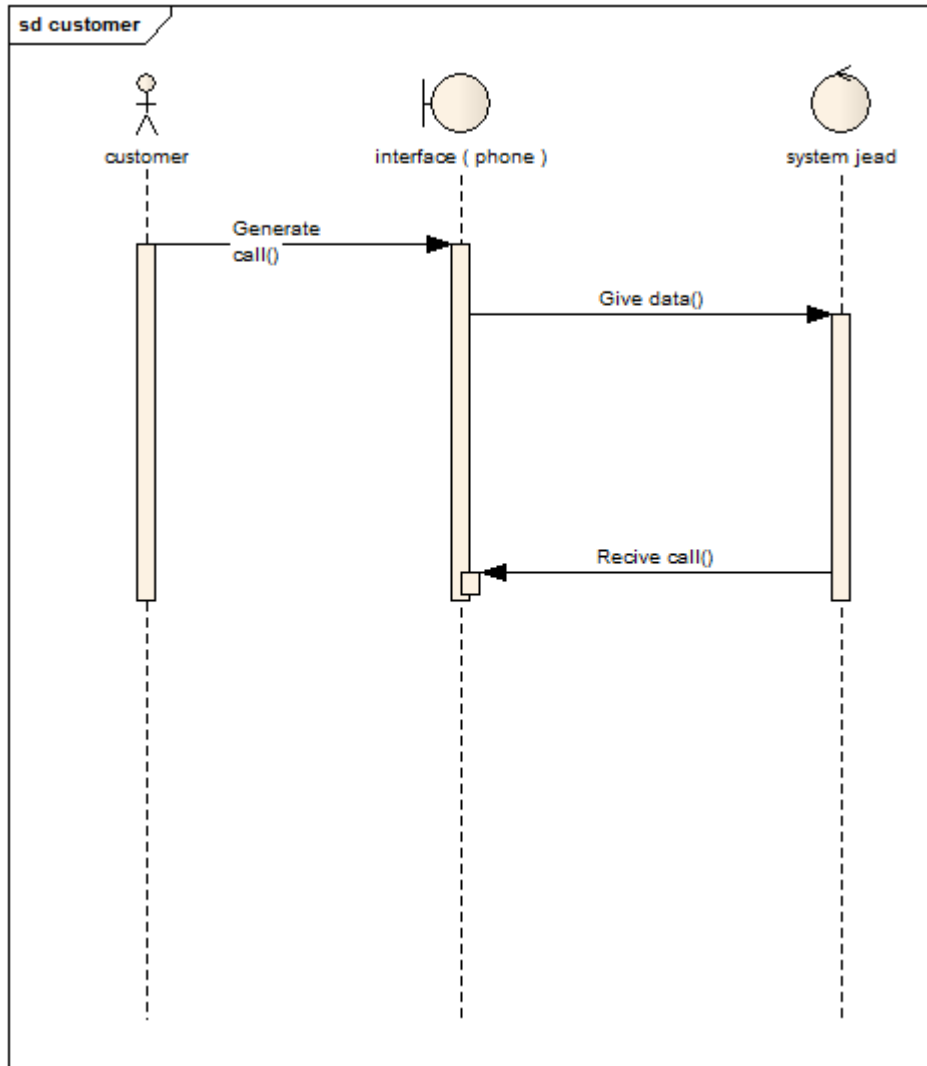 sd customer
customer
interface ( phone )
system jead
Generate
call()
Give data()
Recive call()